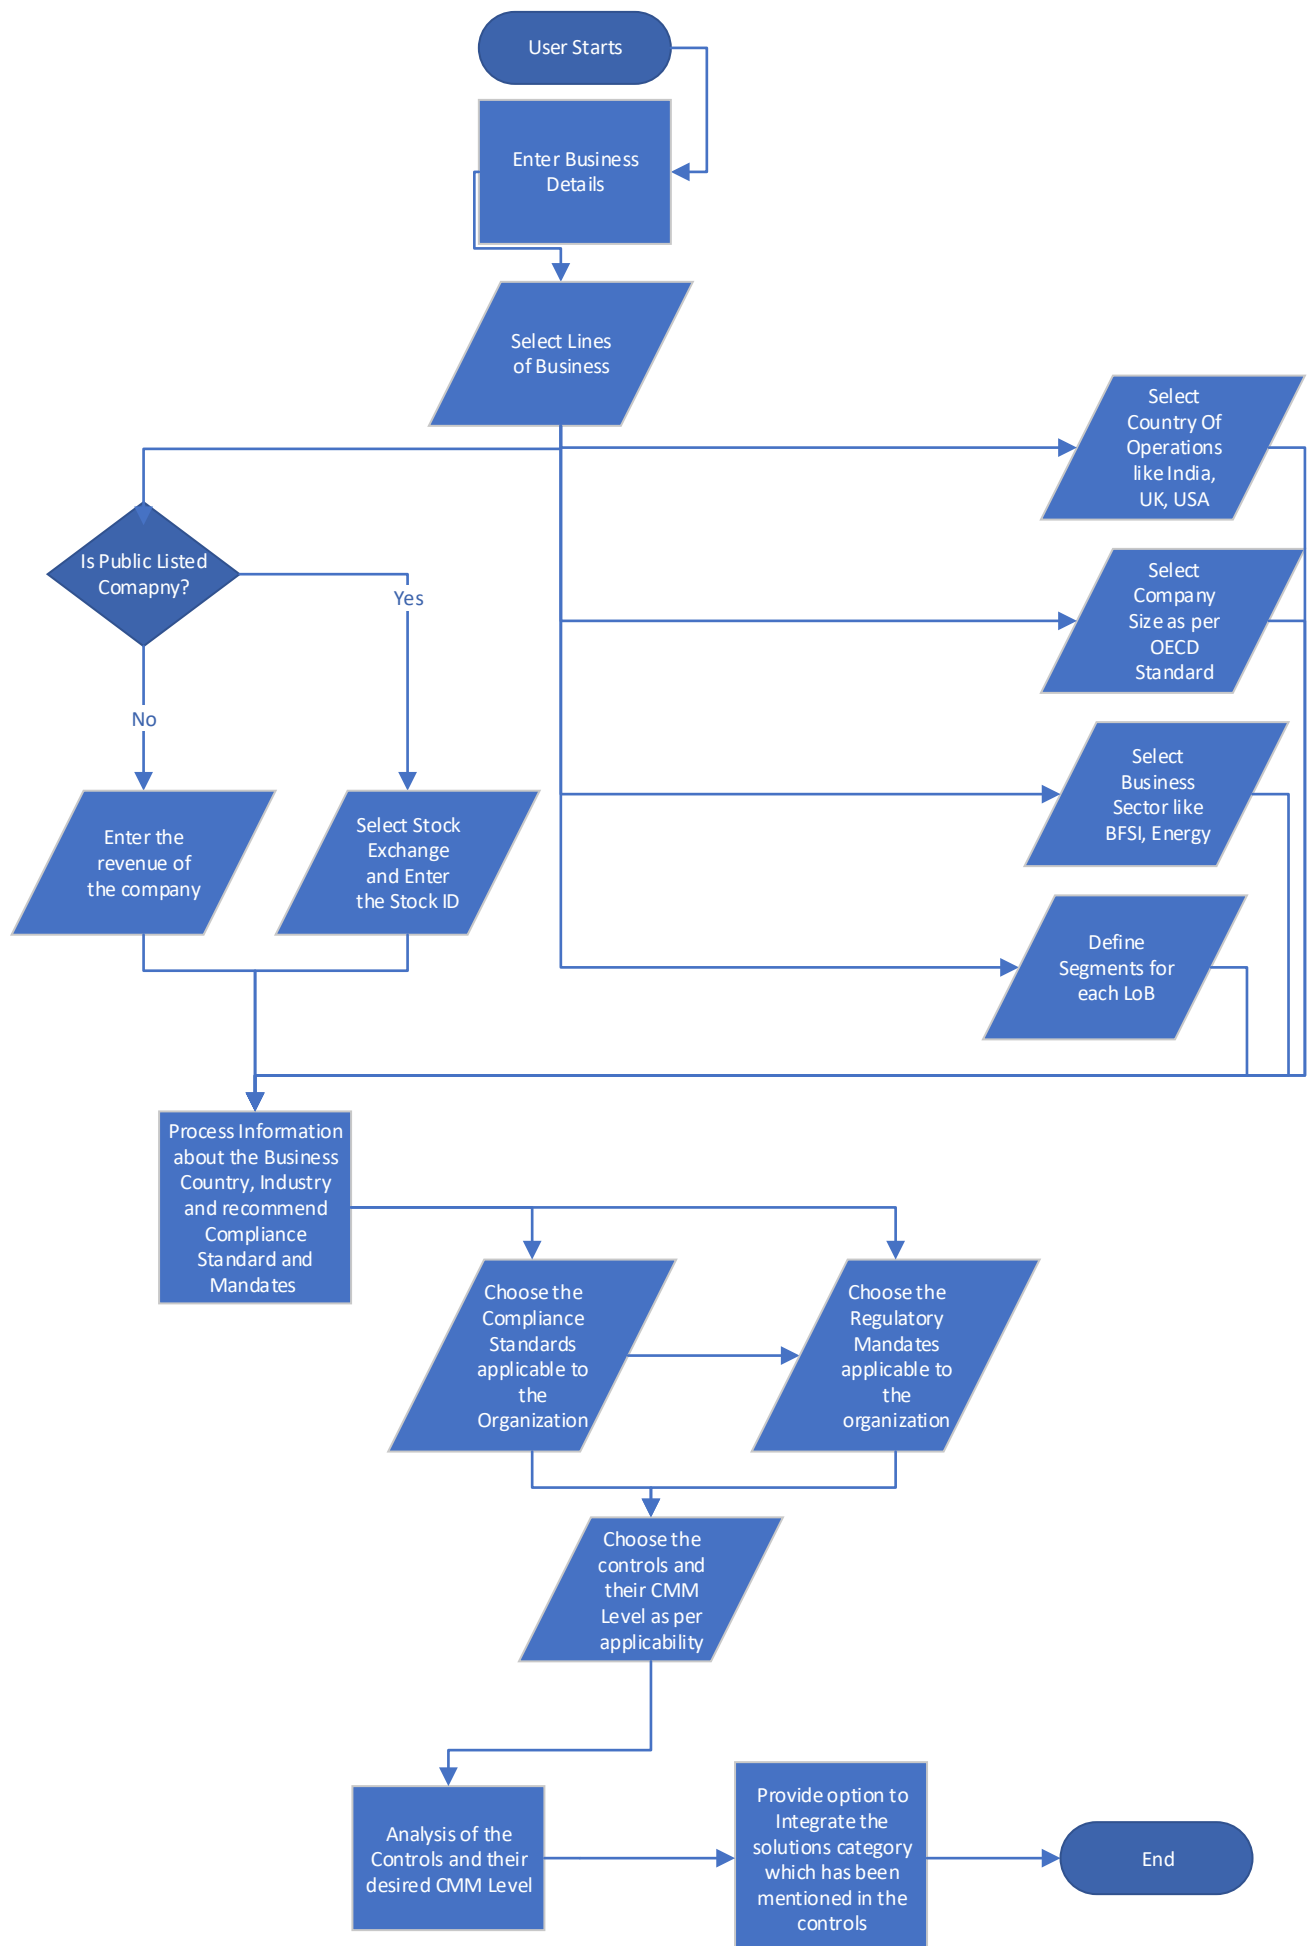 User Starts
Enter Business
Details
Select Lines
of Business
Select
Country Of
Operations
like India,
UK, USA
Is Public Listed
Comapny?
Yes
No
Select
Company
Size as per
OECD
Standard
Select
Business
Sector like
BFSI, Energy
Enter the
revenue of
the company
Select Stock
Exchange
and Enter
the Stock ID
Define
Segments for
each LoB
Process Information
about the Business
Country, Industry
and recommend
Compliance
Standard and
Mandates
Choose the
Compliance
Standards
applicable to
the
Organization
Choose the
Regulatory
Mandates
applicable to
the
organization
Choose the
controls and
their CMM
Level as per
applicability
Analysis of the
Controls and their
desired CMM Level
Provide option to
Integrate the
solutions category
which has been
mentioned in the
controls
End